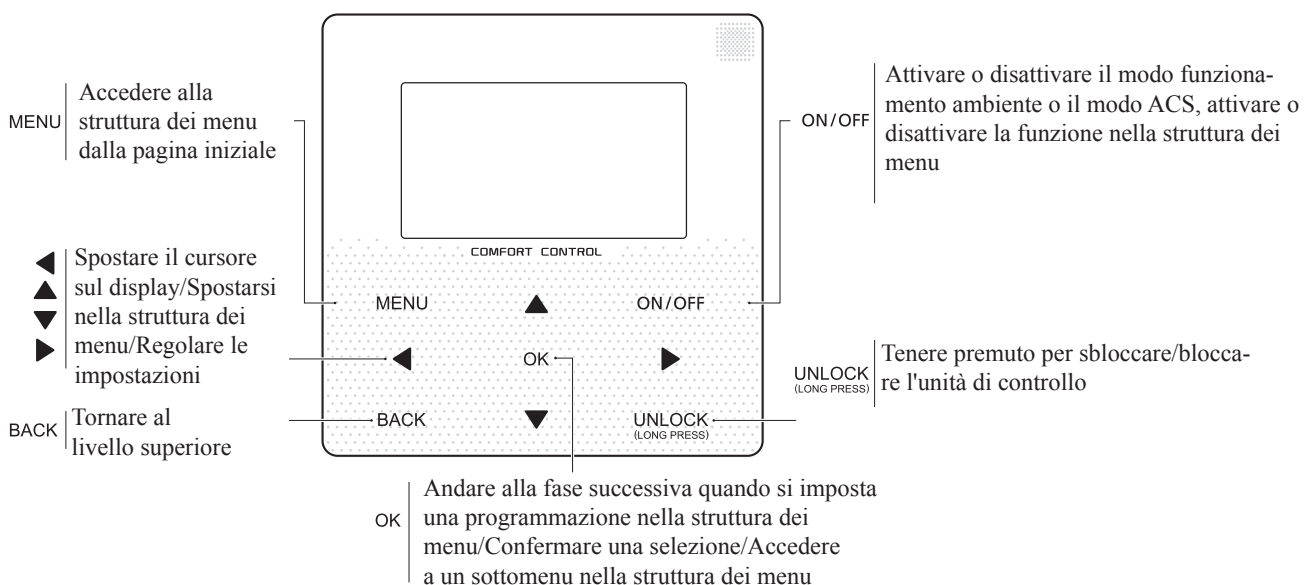 MENU
Accedere alla
struttura dei menu
dalla pagina iniziale
ON/OFF
Attivare o disattivare il modo funziona-
mento ambiente o il modo ACS, attivare o
disattivare la funzione nella struttura dei
menu
COMFORT CONTROL
Spostare il cursore
sul display/Spostarsi
nella struttura dei
menu/Regolare le
impostazioni
MENU
ON/OFF
OK
BACK
UNLOCK
(LONG PRESS)
UNLOCK
(LONG PRESS)
Tenere premuto per sbloccare/blocca-
re l'unità di controllo
BACK
Tornare al
livello superiore
OK
Andare alla fase successiva quando si imposta
una programmazione nella struttura dei
menu/Confermare una selezione/Accedere
a un sottomenu nella struttura dei menu